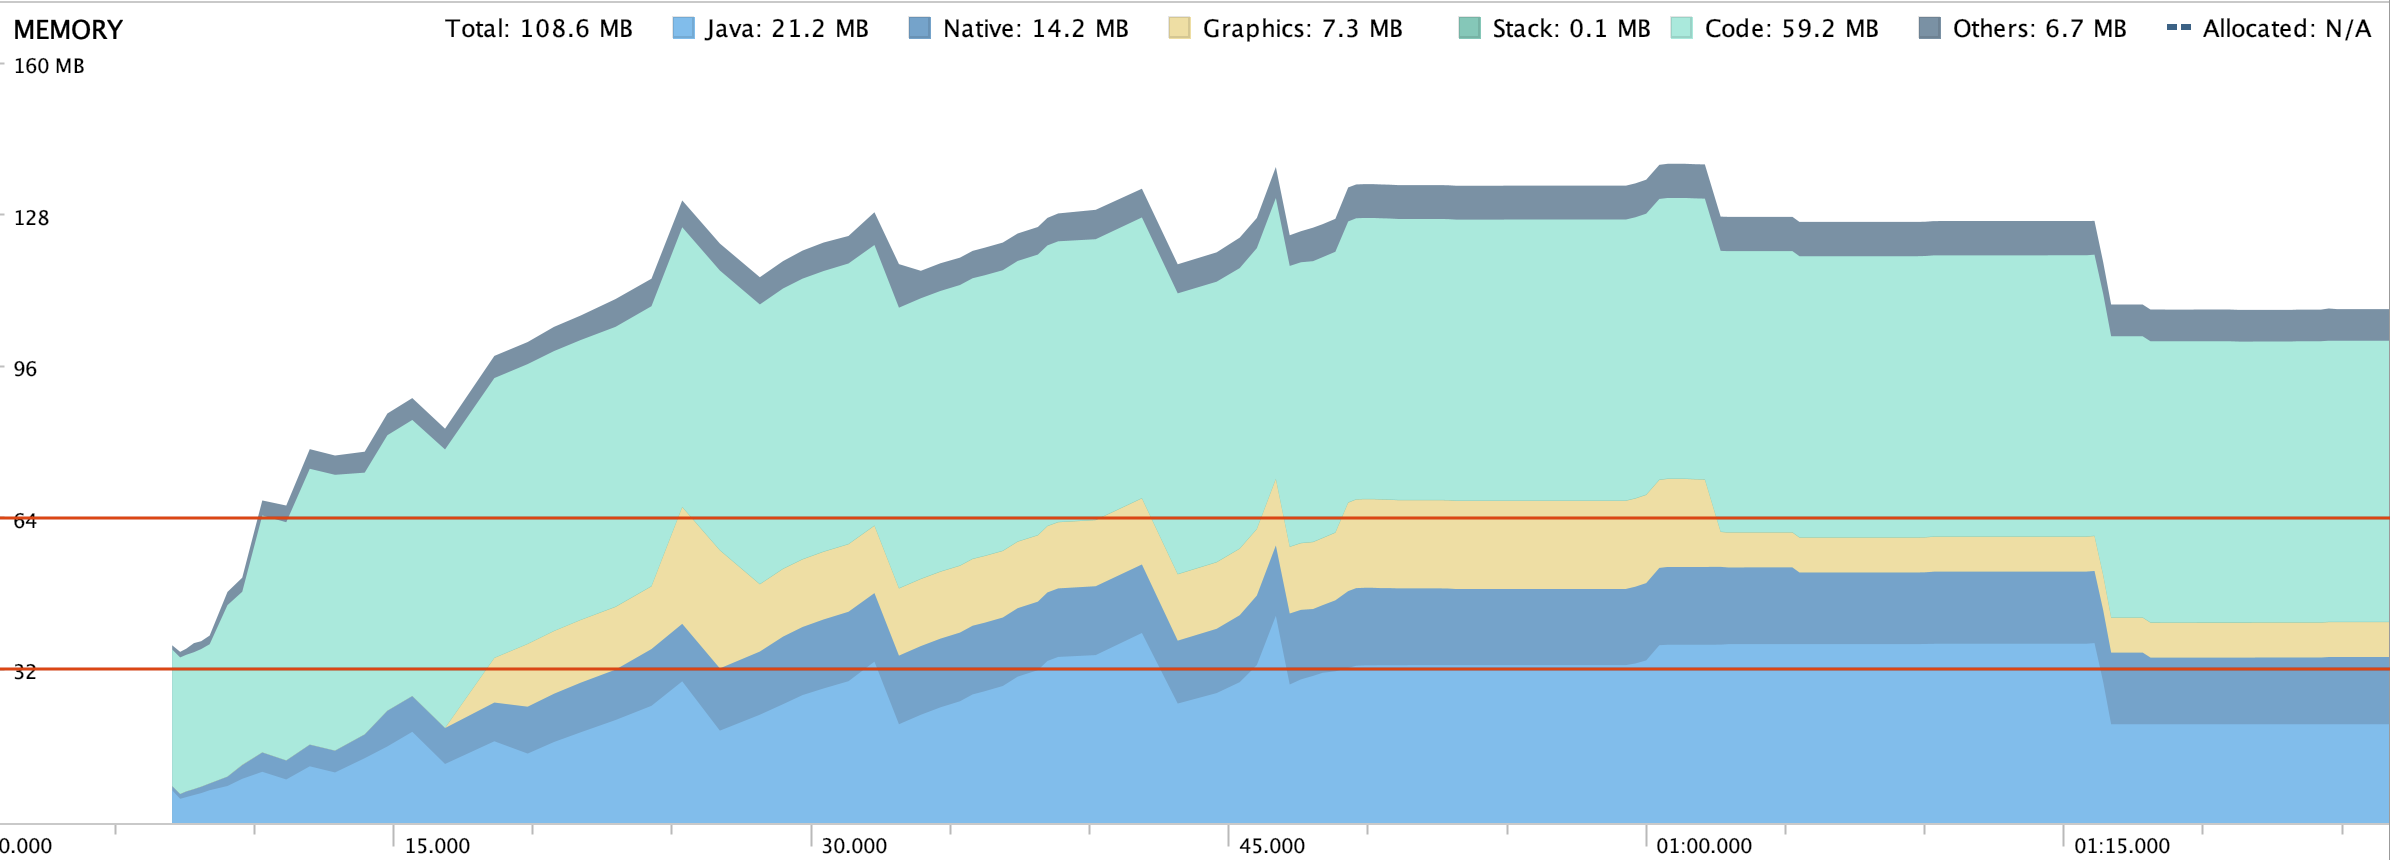 MEMORY Total: 108.6 MB Java: 21.2 MB Native: 14.2 MB Graphics: 7.3 MB Stack: 0.1 MB Code: 59.2 MB Others: 6.7 MB Allocated: N/A
160 MB
128
96
64
32
0.000 15.000 30.000 45.000 01:00.000 01:15.000